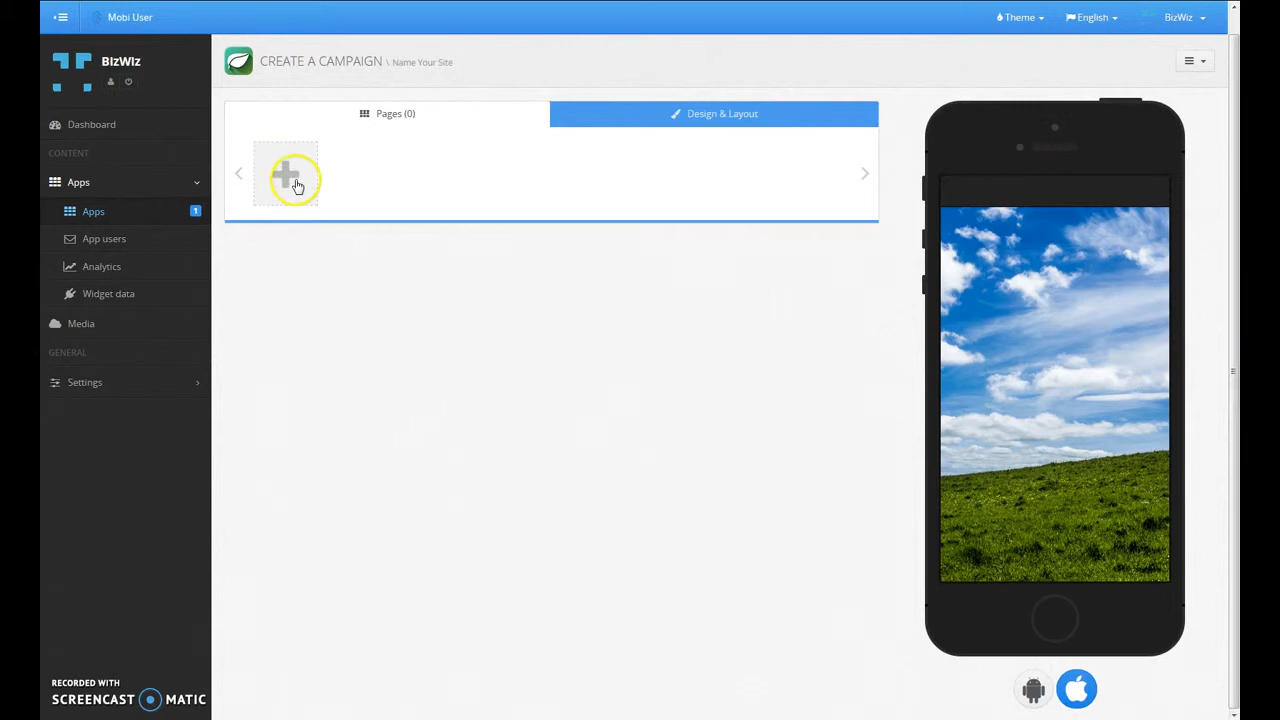 Mobi User
Theme
English
BizWiz
BizWiz
CREATE A CAMPAIGN \ Name Your Site
Dashboard
CONTENT
Apps
Apps 1
App users
Analytics
Widget data
Media
GENERAL
Settings
Pages (0)
Design & Layout
RECORDED WITH
SCREENCAST MATIC